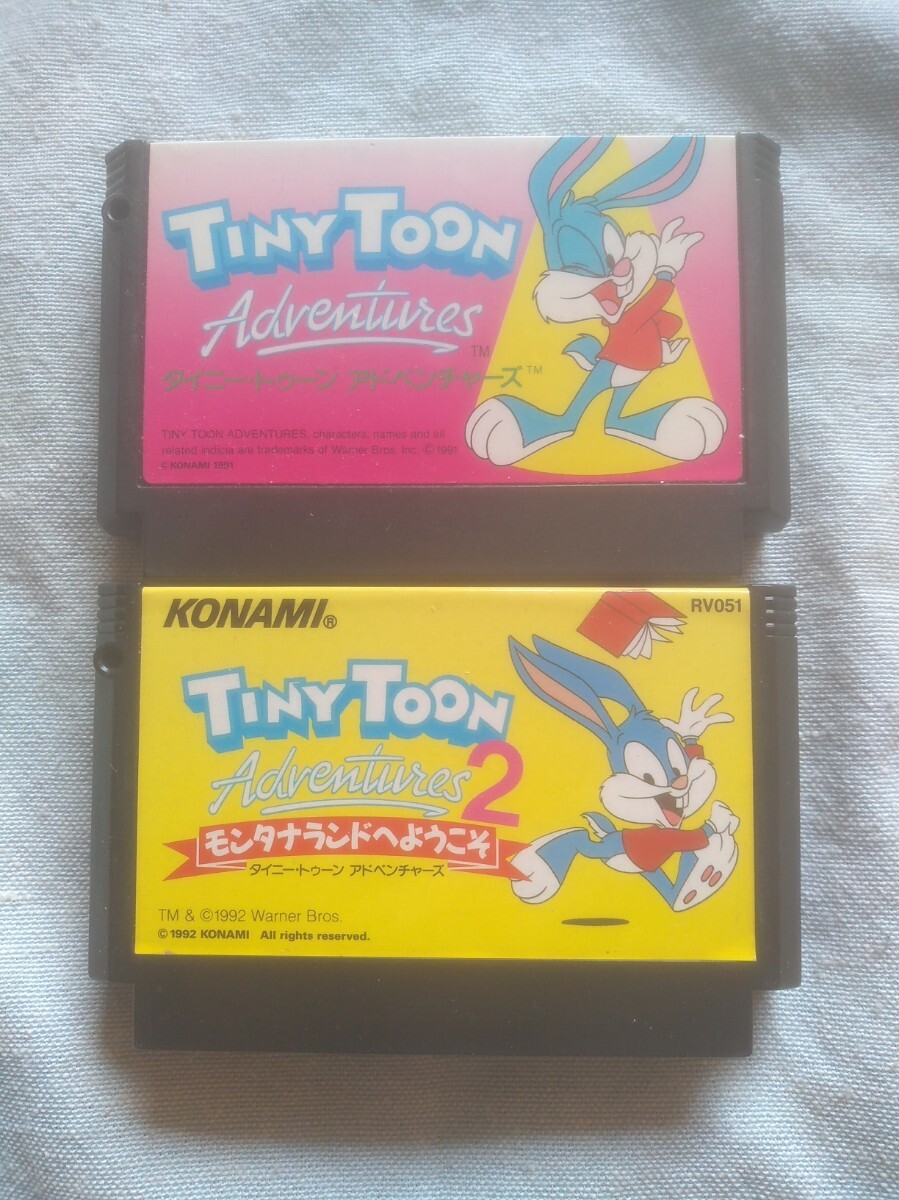 TINY TOON
Adventures
TM
タイニー・トゥーン アドベンチャーズ™
TINY TOON ADVENTURES, characters, names and all
related indicia are trademarks of Warner Bros. Inc. © 1991
© KONAMI 1991
KONAMI®
RV051
TINY TOON
Adventures 2
モンタナランドへようこそ
タイニー・トゥーン アドベンチャーズ
TM & ©1992 Warner Bros.
© 1992 KONAMI All rights reserved.